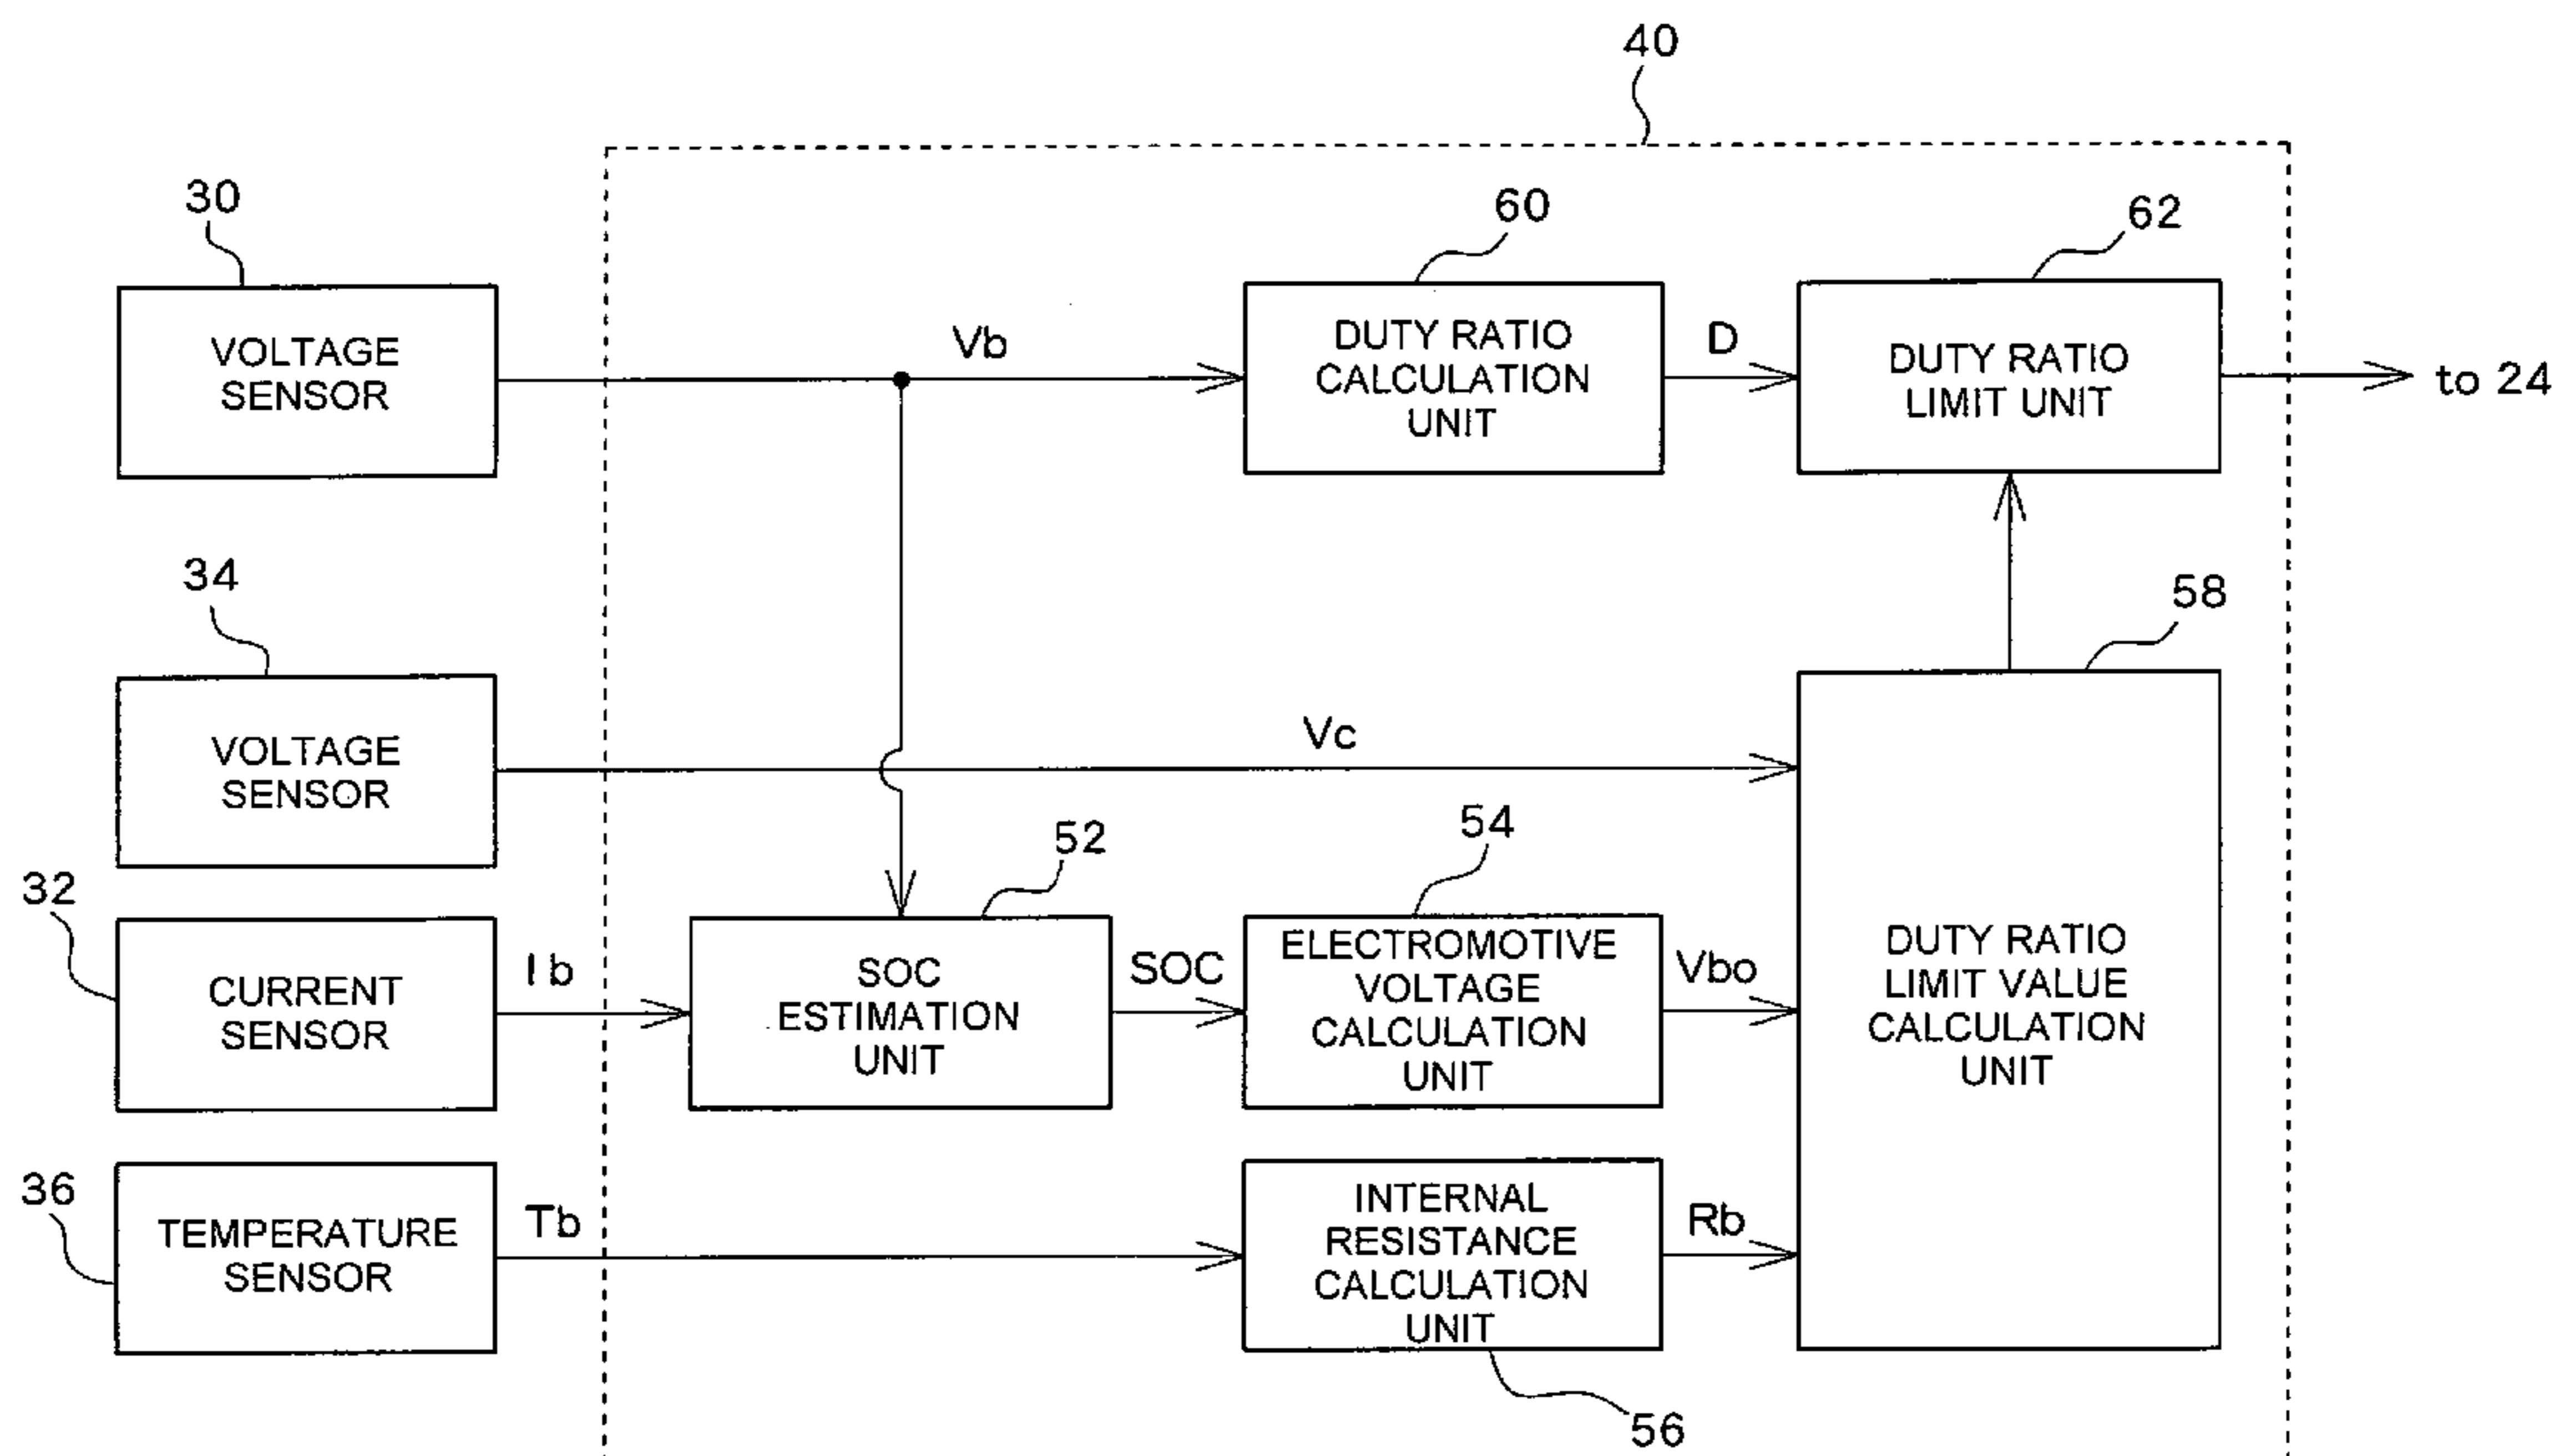 40
30
60
62
VOLTAGE
SENSOR
Vb
DUTY RATIO
CALCULATION
UNIT
D
DUTY RATIO
LIMIT UNIT
to 24
34
58
VOLTAGE
SENSOR
Vc
32
52
54
CURRENT
SENSOR
Ib
SOC
ESTIMATION
UNIT
SOC
ELECTROMOTIVE
VOLTAGE
CALCULATION
UNIT
Vbo
DUTY RATIO
LIMIT VALUE
CALCULATION
UNIT
36
TEMPERATURE
SENSOR
Tb
INTERNAL
RESISTANCE
CALCULATION
UNIT
Rb
56